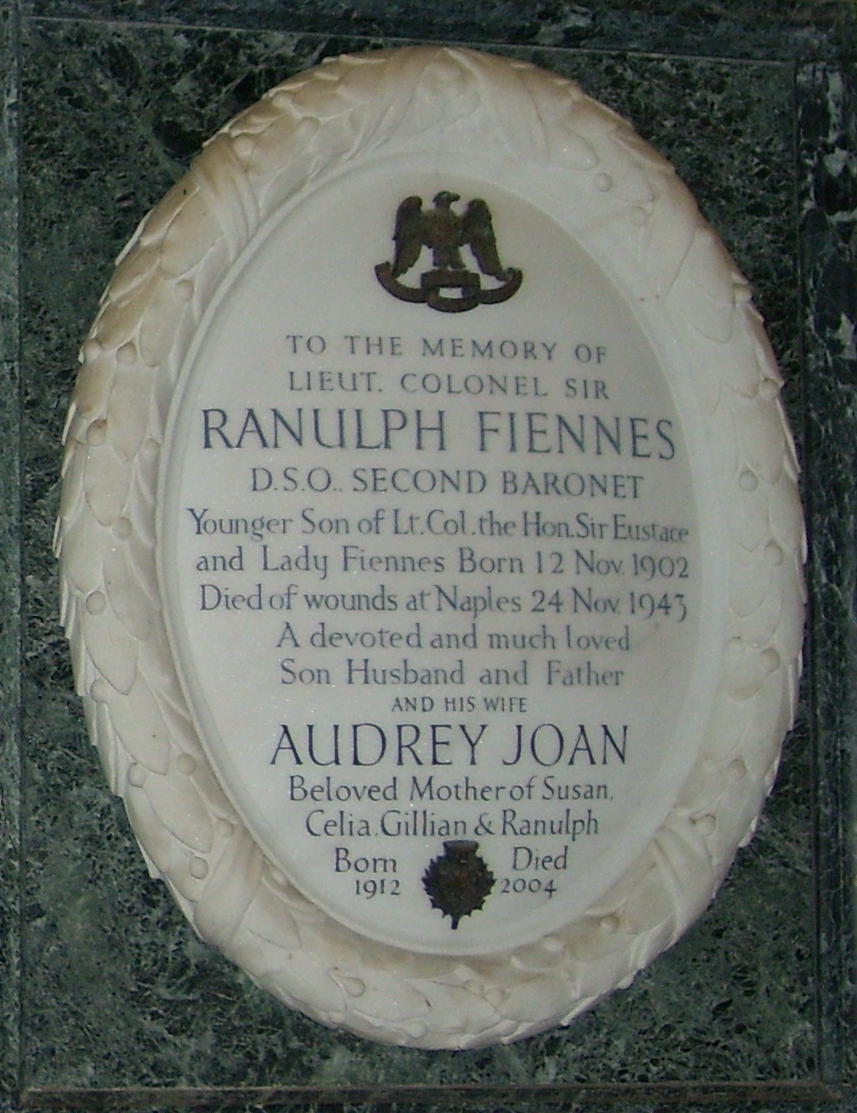 TO THE MEMORY OF
LIEUT. COLONEL SIR
RANULPH FIENNES
D.S.O.. SECOND BARONET
Younger Son of Lt.Col.the Hon.Sir Eustace
and Lady Fiennes Born 12 Nov. 1902
Died of wounds at Naples 24 Nov. 1943
A devoted and much loved
Son Husband and Father
AND HIS WIFE
AUDREY JOAN
Beloved Mother of Susan,
Celia.Gillian & Ranulph
Born Died
1912 2004